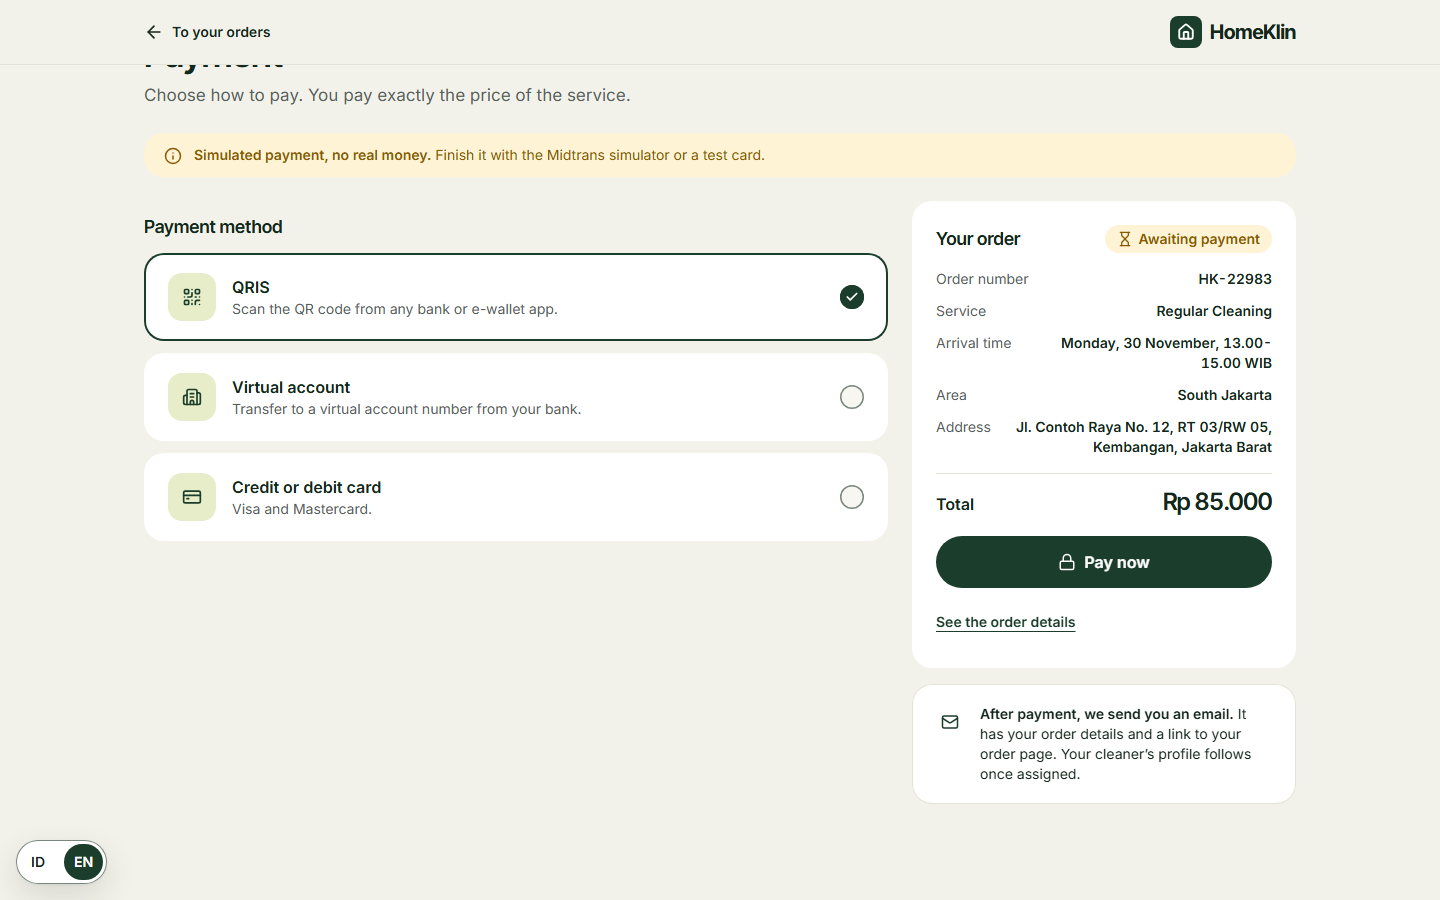 To your orders
HomeKlin
Payment
Choose how to pay. You pay exactly the price of the service.
Simulated payment, no real money. Finish it with the Midtrans simulator or a test card.
Payment method
QRIS
Scan the QR code from any bank or e-wallet app.
Virtual account
Transfer to a virtual account number from your bank.
Credit or debit card
Visa and Mastercard.
Your order
Awaiting payment
Order number HK-22983
Service Regular Cleaning
Arrival time Monday, 30 November, 13.00-
15.00 WIB
Area South Jakarta
Address Jl. Contoh Raya No. 12, RT 03/RW 05,
Kembangan, Jakarta Barat
Total Rp 85.000
Pay now
See the order details
After payment, we send you an email. It
has your order details and a link to your
order page. Your cleaner’s profile follows
once assigned.
ID EN